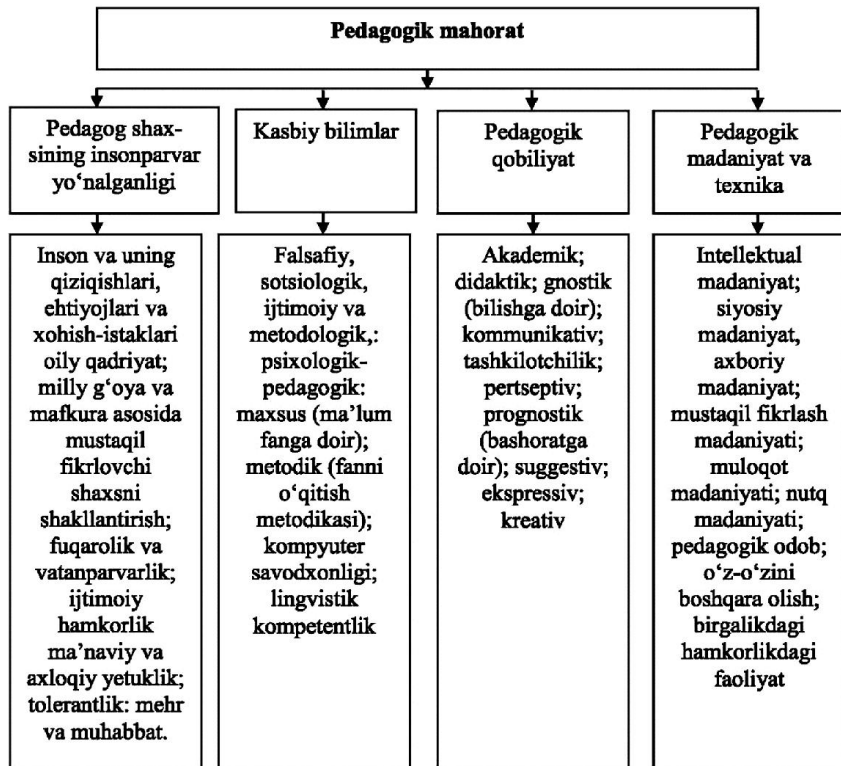 Pedagogik mahorat
Pedagog shax-
sining insonparvar
yo‘nalganligi
Kasbiy bilimlar
Pedagogik
qobiliyat
Pedagogik
madaniyat va
texnika
Inson va uning
qiziqishlari,
ehtiyojlari va
xohish-istaklari
oily qadriyat;
milly g‘oya va
mafkura asosida
mustaqil
fikrlovchi
shaxsni
shakllantirish;
fuqarolik va
vatanparvarlik;
ijtimoiy
hamkorlik
ma’naviy va
axloqiy yetuklik;
tolerantlik: mehr
va muhabbat.
Falsafiy,
sotsiologik,
ijtimoiy va
metodologik,:
psixologik-
pedagogik:
maxsus (ma’lum
fanga doir);
metodik (fanni
o‘qitish
metodikasi);
kompyuter
savodxonligi;
lingvistik
kompetentlik
Akademik;
didaktik; gnostik
(bilishga doir);
kommunikativ;
tashkilotchilik;
pertseptiv;
prognostik
(bashoratga
doir); suggestiv;
ekspressiv;
kreativ
Intellektual
madaniyat;
siyosiy
madaniyat,
axboriy
madaniyat;
mustaqil fikrlash
madaniyati;
muloqot
madaniyati; nutq
madaniyati;
pedagogik odob;
o‘z-o‘zini
boshqara olish;
birgalikdagi
hamkorlikdagi
faoliyat